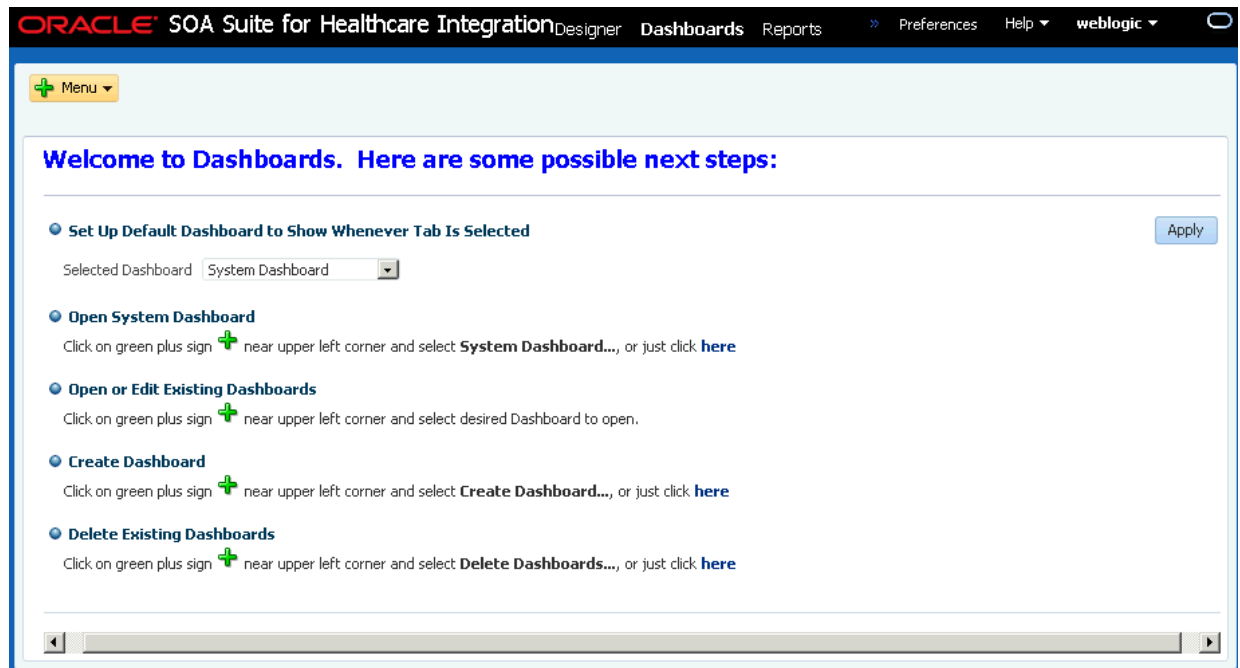 ORACLE SOA Suite for Healthcare Integration Designer Dashboards Reports » Preferences Help weblogic
Menu
Welcome to Dashboards. Here are some possible next steps:
Set Up Default Dashboard to Show Whenever Tab Is Selected Apply
Selected Dashboard System Dashboard
Open System Dashboard
Click on green plus sign near upper left corner and select System Dashboard..., or just click here
Open or Edit Existing Dashboards
Click on green plus sign near upper left corner and select desired Dashboard to open.
Create Dashboard
Click on green plus sign near upper left corner and select Create Dashboard..., or just click here
Delete Existing Dashboards
Click on green plus sign near upper left corner and select Delete Dashboards..., or just click here